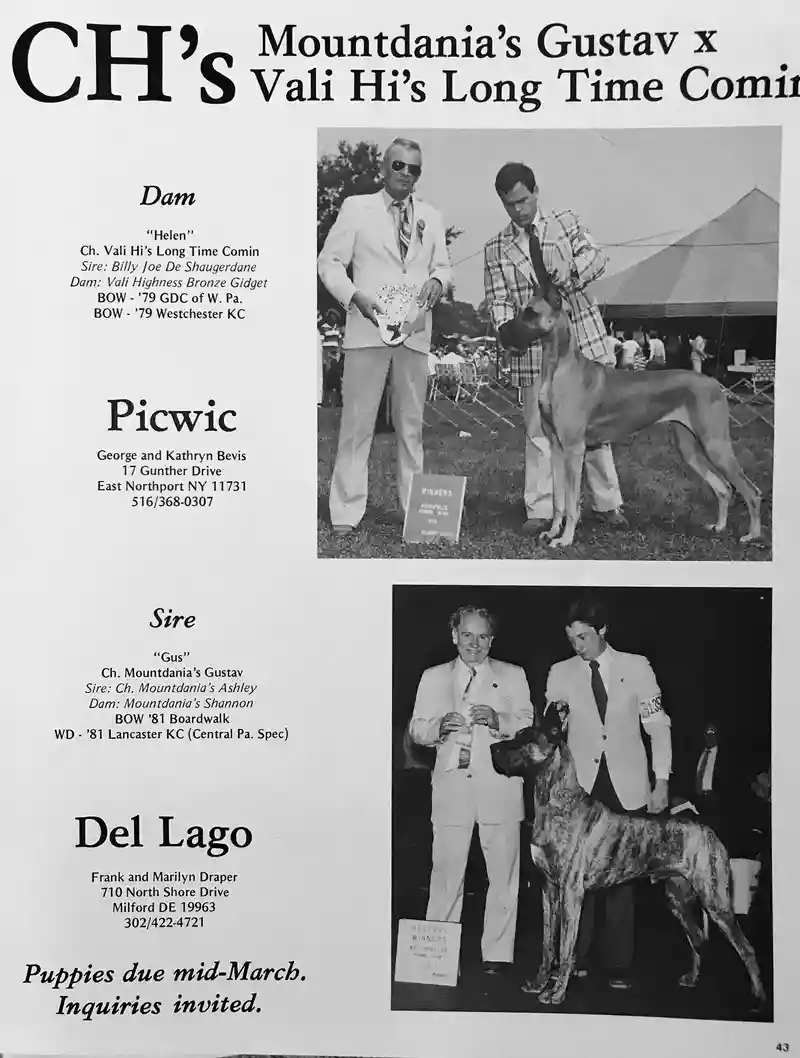 CH's Mountdania's Gustav x
Vali Hi's Long Time Comin
Dam
"Helen"
Ch. Vali Hi's Long Time Comin
Sire: Billy Joe De Shaugerdane
Dam: Vali Highness Bronze Gidget
BOW - '79 GDC of W. Pa.
BOW - '79 Westchester KC
Picwic
George and Kathryn Bevis
17 Gunther Drive
East Northport NY 11731
516/368-0307
WINNERS
Sire
"Gus"
Ch. Mountdania's Gustav
Sire: Ch. Mountdania's Ashley
Dam: Mountdania's Shannon
BOW '81 Boardwalk
WD - '81 Lancaster KC (Central Pa. Spec)
Del Lago
Frank and Marilyn Draper
710 North Shore Drive
Milford DE 19963
302/422-4721
WINNERS
Puppies due mid-March.
Inquiries invited.
43